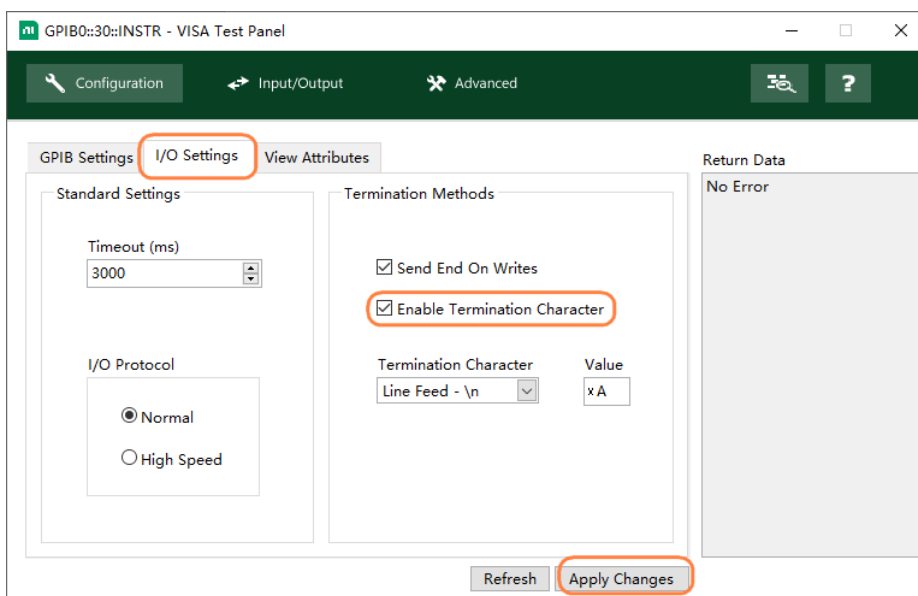 GPIB0::30::INSTR - VISA Test Panel
Configuration
Input/Output
Advanced
?
GPIB Settings
I/O Settings
View Attributes
Return Data
No Error
Standard Settings
Timeout (ms)
3000
I/O Protocol
Normal
High Speed
Termination Methods
Send End On Writes
Enable Termination Character
Termination Character
Value
Line Feed - \n
xA
Refresh
Apply Changes